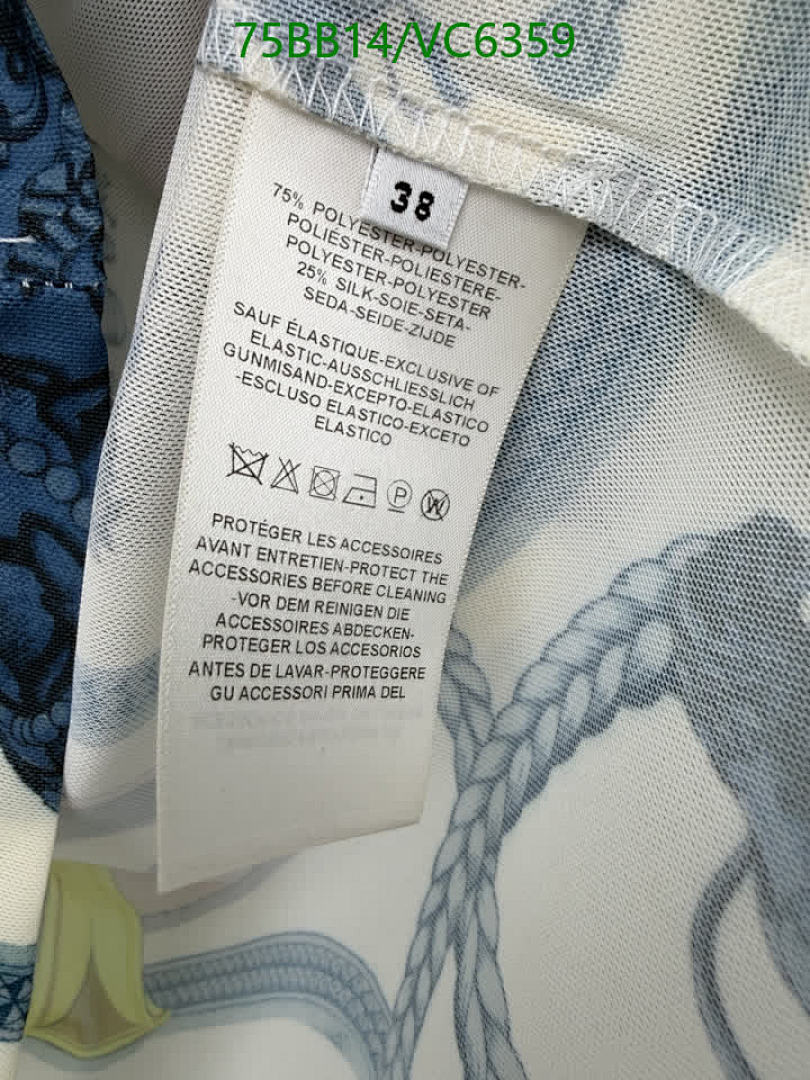 75BB14/VC6359
38
75% POLYESTER-POLYESTER-
POLIESTER-POLIESTERE-
POLYESTER-POLYESTER
25% SILK-SOIE-SETA-
SEDA-SEIDE-ZIJDE
SAUF ÉLASTIQUE-EXCLUSIVE OF
ELASTIC-AUSSCHLIESSLICH
GUNMISAND-EXCEPTO-ELASTICO
-ESCLUSO ELASTICO-EXCETO
ELASTICO
P W
PROTÉGER LES ACCESSOIRES
AVANT ENTRETIEN-PROTECT THE
ACCESSORIES BEFORE CLEANING
-VOR DEM REINIGEN DIE
ACCESSOIRES ABDECKEN-
PROTEGER LOS ACCESORIOS
ANTES DE LAVAR-PROTEGGERE
GU ACCESSORI PRIMA DEL